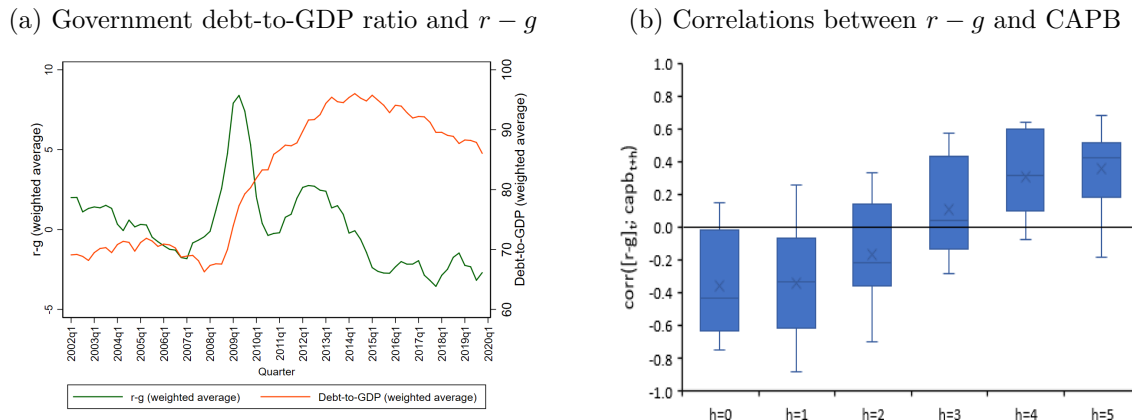 (a) Government debt-to-GDP ratio and r − g
r-g (weighted average)
10
5
0
-5
Debt-to-GDP (weighted average)
100
90
80
70
60
2002q1
2003q1
2004q1
2005q1
2006q1
2007q1
2008q1
2009q1
2010q1
2011q1
2012q1
2013q1
2014q1
2015q1
2016q1
2017q1
2018q1
2019q1
2020q1
Quarter
r-g (weighted average) Debt-to-GDP (weighted average)
(b) Correlations between r − g and CAPB
corr([r-g]t; capbt+h)
1.0
0.8
0.6
0.4
0.2
0.0
-0.2
-0.4
-0.6
-0.8
-1.0
h=0 h=1 h=2 h=3 h=4 h=5